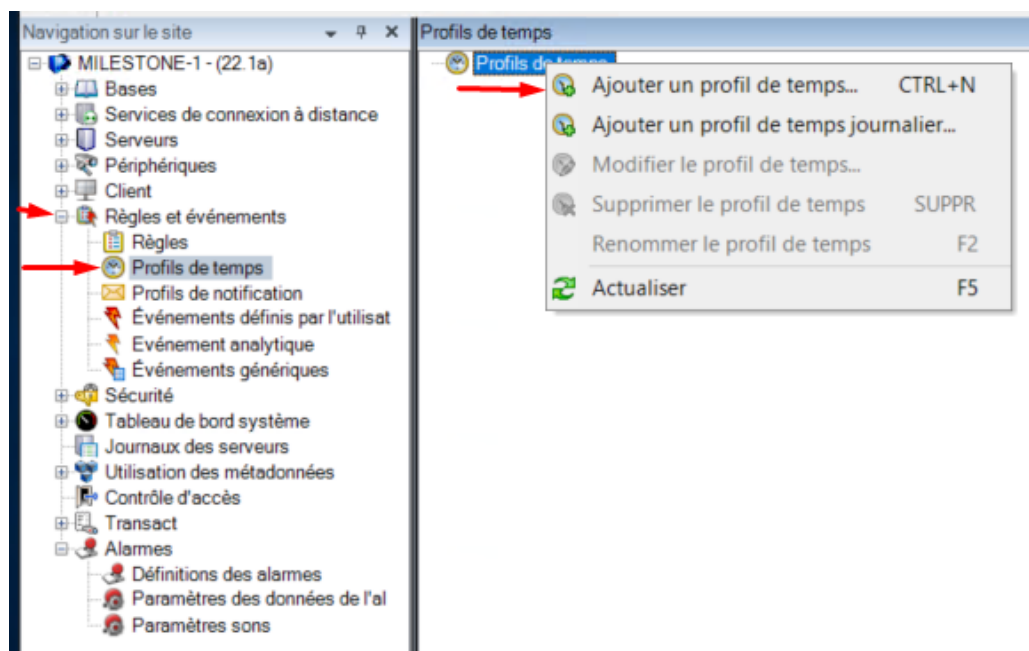 Navigation sur le site
MILESTONE-1 - (22.1a)
Bases
Services de connexion à distance
Serveurs
Périphériques
Client
Règles et événements
Règles
Profils de temps
Profils de notification
Événements définis par l'utilisat
Evénement analytique
Événements génériques
Sécurité
Tableau de bord système
Journaux des serveurs
Utilisation des métadonnées
Contrôle d'accès
Transact
Alarmes
Définitions des alarmes
Paramètres des données de l'al
Paramètres sons
Profils de temps
Profils de temps
Ajouter un profil de temps... CTRL+N
Ajouter un profil de temps journalier...
Modifier le profil de temps...
Supprimer le profil de temps SUPPR
Renommer le profil de temps F2
Actualiser F5